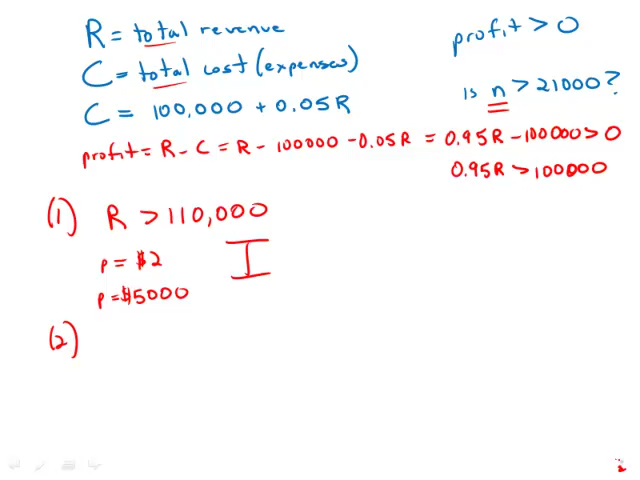 R = total revenue
C = total cost (expenses)
C = 100,000 + 0.05R
profit > 0
is n > 21000?
profit = R - C = R - 100000 - 0.05R = 0.95R - 100000 > 0
0.95R > 100000
(1) R > 110,000
p = $2
I
p = $5000
(2)
2